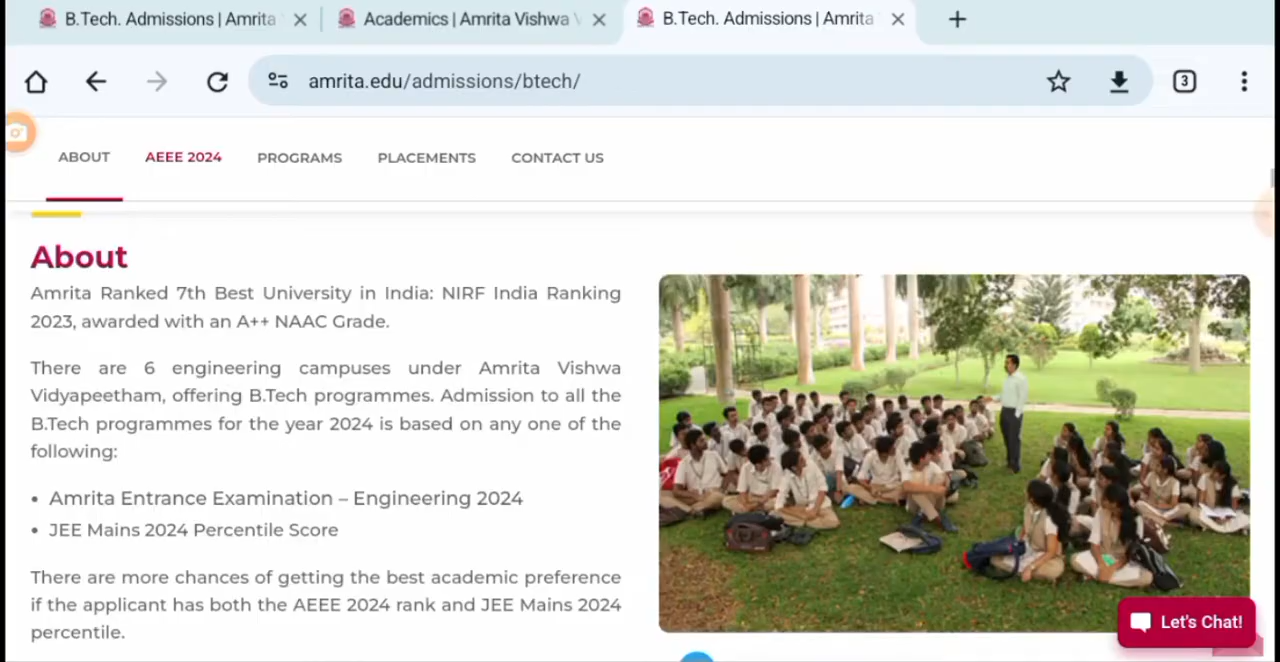 B.Tech. Admissions | Amrita
Academics | Amrita Vishwa
B.Tech. Admissions | Amrita
amrita.edu/admissions/btech/
3
ABOUT
AEEE 2024
PROGRAMS
PLACEMENTS
CONTACT US
About
Amrita Ranked 7th Best University in India: NIRF India Ranking
2023, awarded with an A++ NAAC Grade.
There are 6 engineering campuses under Amrita Vishwa
Vidyapeetham, offering B.Tech programmes. Admission to all the
B.Tech programmes for the year 2024 is based on any one of the
following:
• Amrita Entrance Examination – Engineering 2024
• JEE Mains 2024 Percentile Score
There are more chances of getting the best academic preference
if the applicant has both the AEEE 2024 rank and JEE Mains 2024
percentile.
Let's Chat!